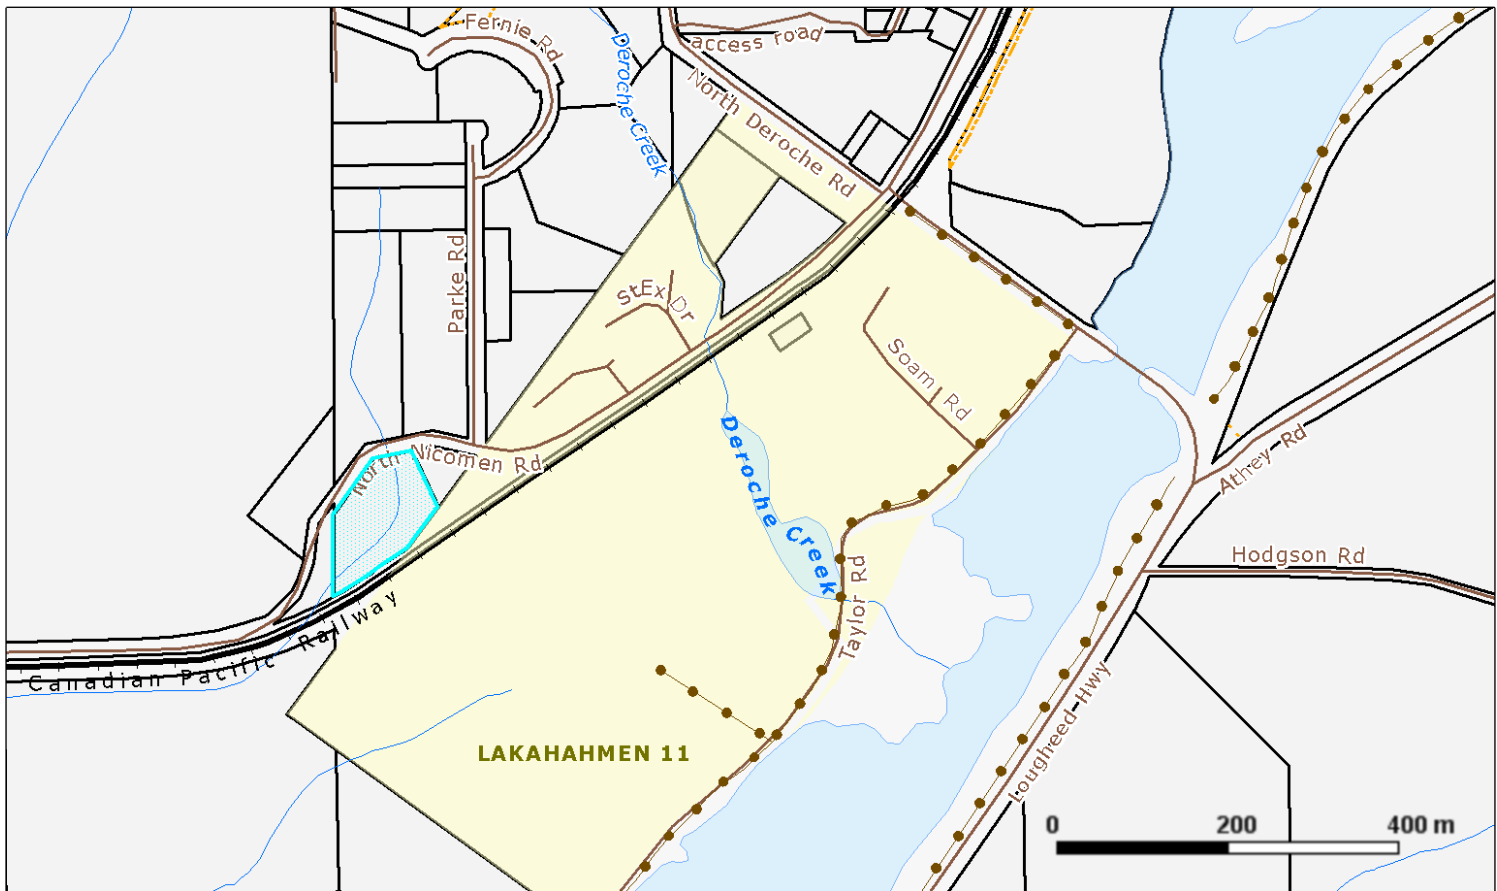 Fernie Rd
access road
Deroche Creek
North Deroche Rd
Parke Rd
StEx Dr
Soam Rd
North Nicomen Rd
Deroche Creek
Athey Rd
Hodgson Rd
Taylor Rd
Canadian Pacific Railway
Lougheed Hwy
LAKAHAHMEN 11
0 200 400 m